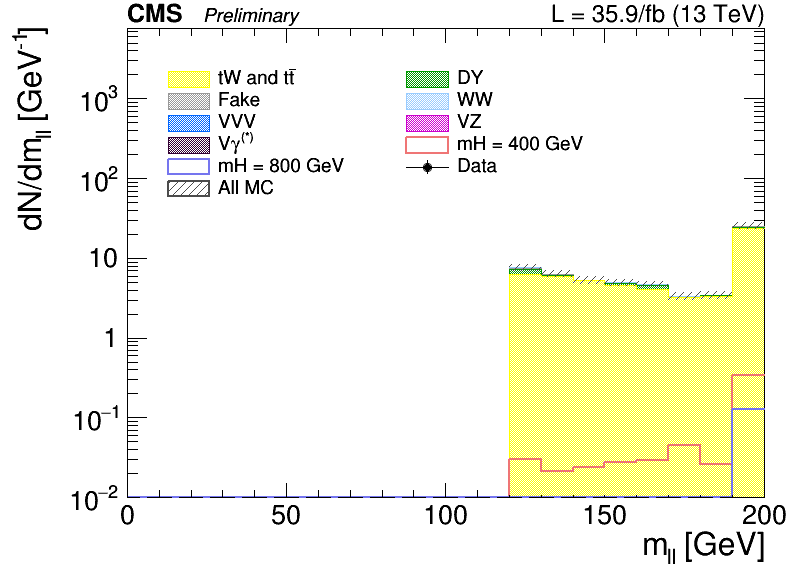 CMS Preliminary L = 35.9/fb (13 TeV)
dN/dm_ll [GeV⁻¹]
tW and tt̄ DY
Fake WW
VVV VZ
Vγ⁽*⁾ mH = 400 GeV
mH = 800 GeV Data
All MC
10³
10²
10
1
10⁻¹
10⁻²
0 50 100 150 200
m_ll [GeV]